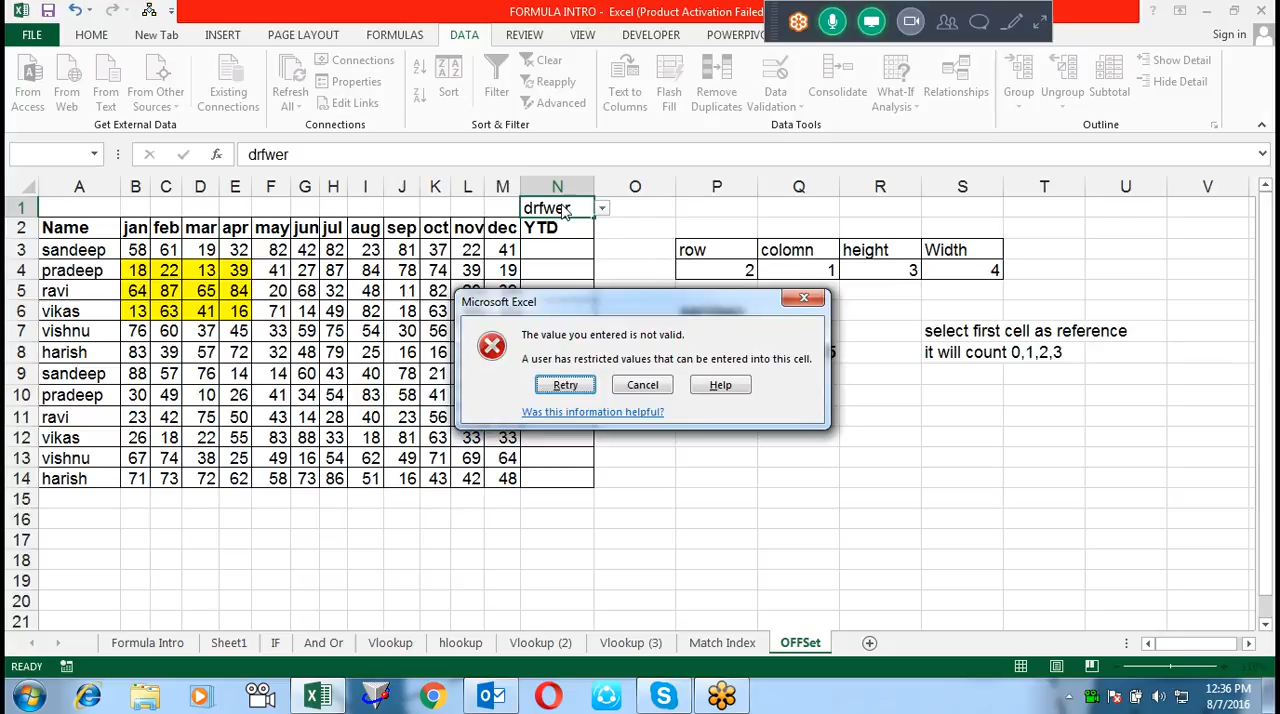 FORMULA INTRO - Excel (Product Activation Failed
FILE HOME New Tab INSERT PAGE LAYOUT FORMULAS DATA REVIEW VIEW DEVELOPER POWERPIV Sign in
From Access
From Web
From Text
From Other Sources
Existing Connections
Get External Data
Refresh All
Connections
Properties
Edit Links
Connections
Sort
Filter
Clear
Reapply
Advanced
Sort & Filter
Text to Columns
Flash Fill
Remove Duplicates
Data Validation
Consolidate
What-If Analysis
Relationships
Data Tools
Group
Ungroup
Subtotal
Show Detail
Hide Detail
Outline
fx drfwer
A B C D E F G H I J K L M N O P Q R S T U V
1 drfwer
2 Name jan feb mar apr may jun jul aug sep oct nov dec YTD
3 sandeep 58 61 19 32 82 42 82 23 81 37 22 41 row colomn height Width
4 pradeep 18 22 13 39 41 27 87 84 78 74 39 19 2 1 3 4
5 ravi 64 87 65 84 20 68 32 48 11 82
6 vikas 13 63 41 16 71 14 49 82 18 63
7 vishnu 76 60 37 45 33 59 75 54 30 56 select first cell as reference
8 harish 83 39 57 72 32 48 79 25 16 16 it will count 0,1,2,3
9 sandeep 88 57 76 14 14 60 43 40 78 21
10 pradeep 30 49 10 26 41 34 54 83 58 41
11 ravi 23 42 75 50 43 14 28 40 23 56
12 vikas 26 18 22 55 83 88 33 18 81 63 33 33
13 vishnu 67 74 38 25 49 16 54 62 49 71 69 64
14 harish 71 73 72 62 58 73 86 51 16 43 42 48
15
16
17
18
19
20
21
Microsoft Excel
The value you entered is not valid.
A user has restricted values that can be entered into this cell.
Retry Cancel Help
Was this information helpful?
Formula Intro Sheet1 IF And Or Vlookup hlookup Vlookup (2) Vlookup (3) Match Index OFFSet
READY
12:36 PM
8/7/2016